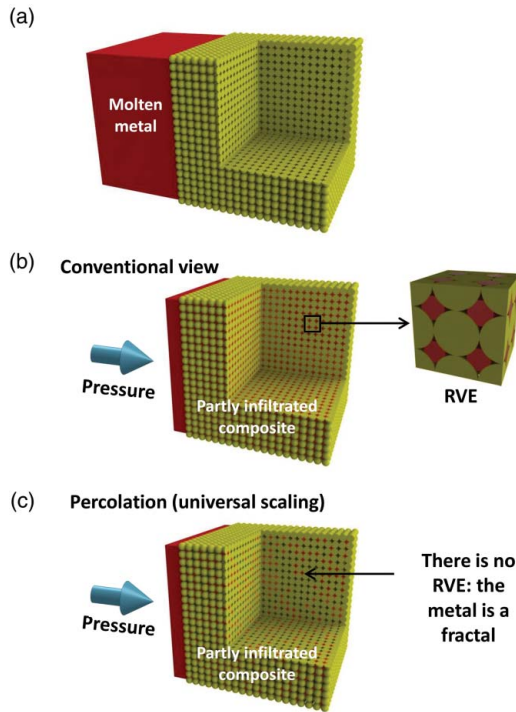 (a)
Molten
metal
(b)
Conventional view
Pressure
Partly infiltrated
composite
RVE
(c)
Percolation (universal scaling)
Pressure
Partly infiltrated
composite
There is no
RVE: the
metal is a
fractal